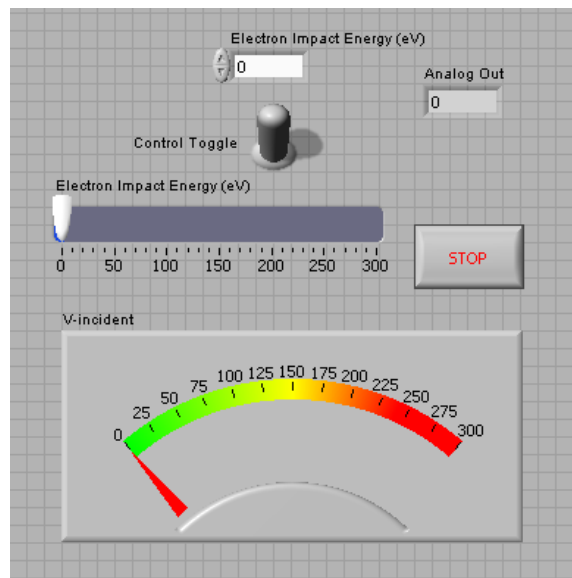 Electron Impact Energy (eV)
0
Analog Out
0
Control Toggle
Electron Impact Energy (eV)
0 50 100 150 200 250 300
STOP
V-incident
0 25 50 75 100 125 150 175 200 225 250 275 300